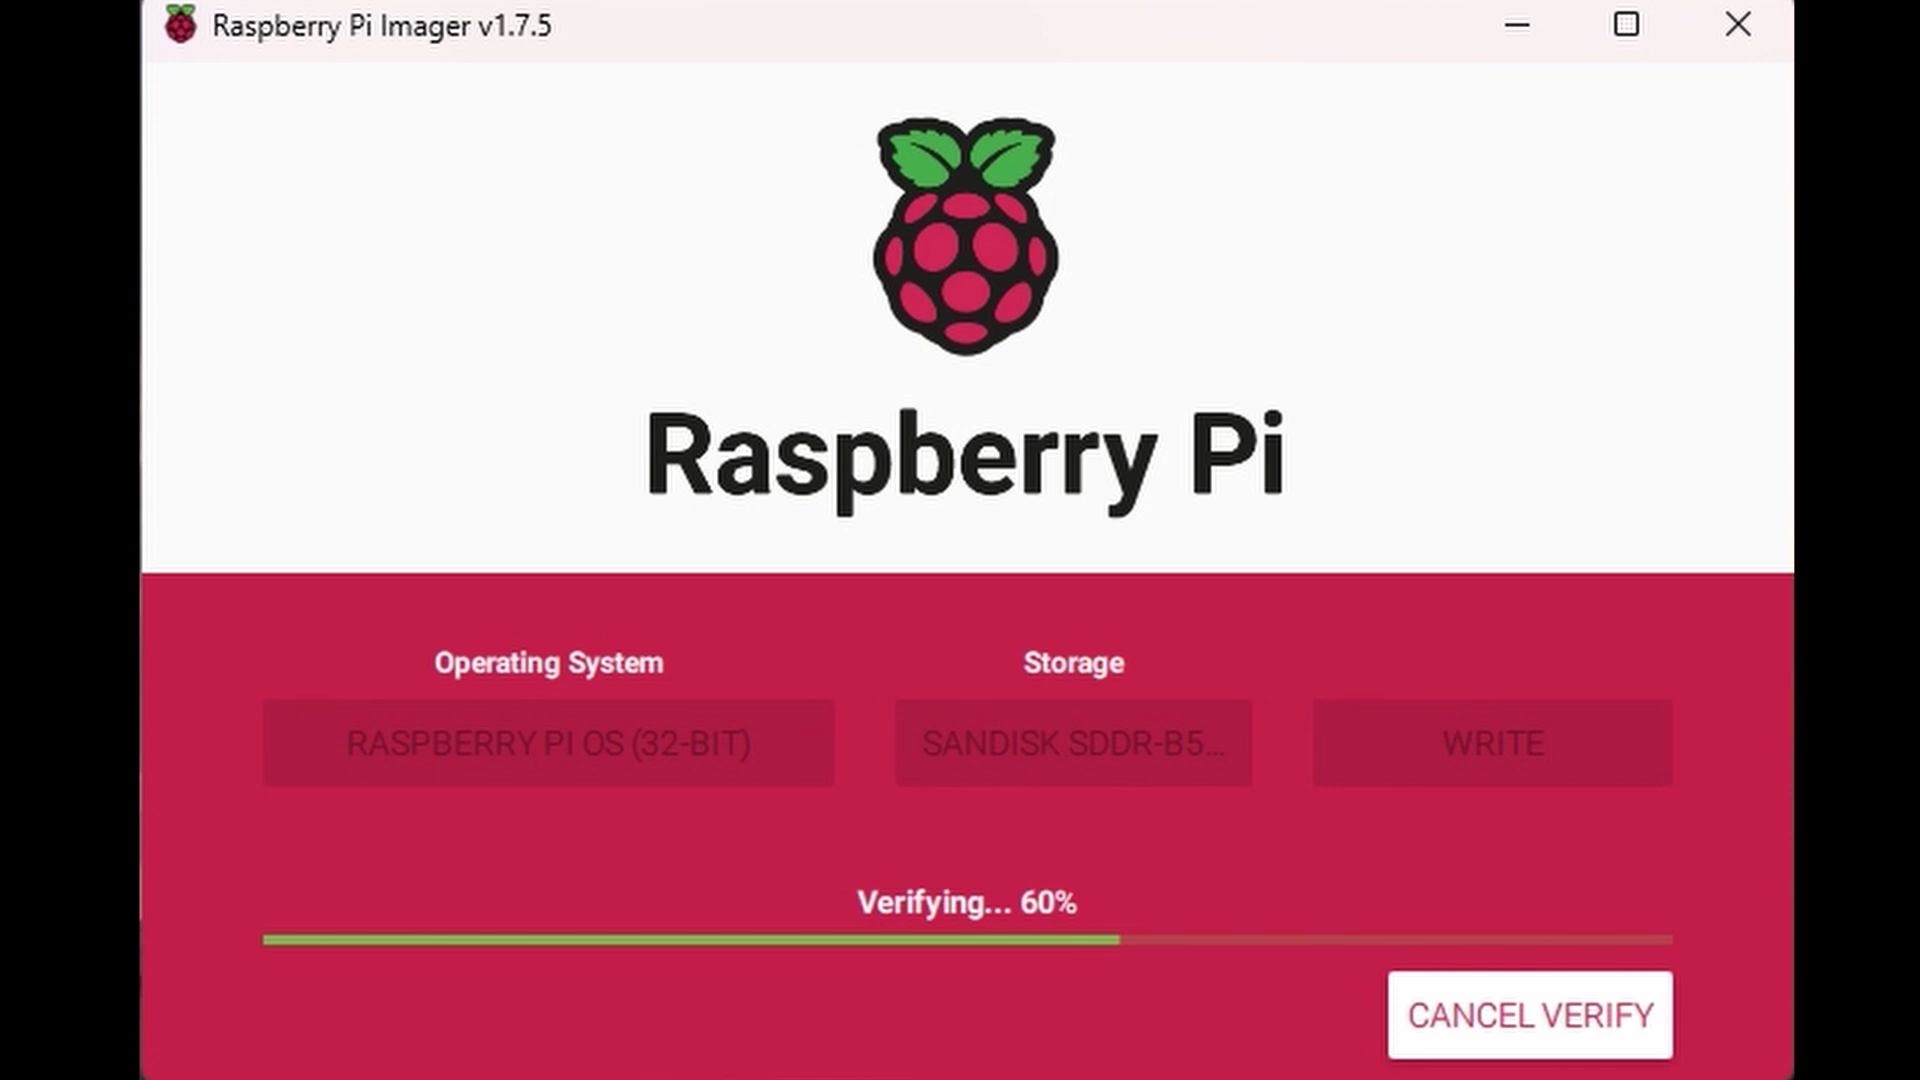 Raspberry Pi Imager v1.7.5
Raspberry Pi
Operating System
Storage
RASPBERRY PI OS (32-BIT)
SANDISK SDDR-B5...
WRITE
Verifying... 60%
CANCEL VERIFY